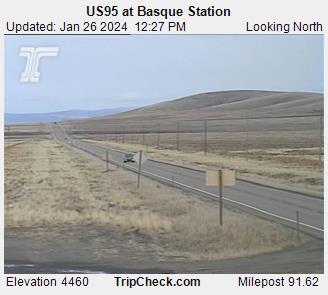 US95 at Basque Station
Updated: Jan 26 2024 12:27 PM Looking North
Elevation 4460 TripCheck.com Milepost 91.62